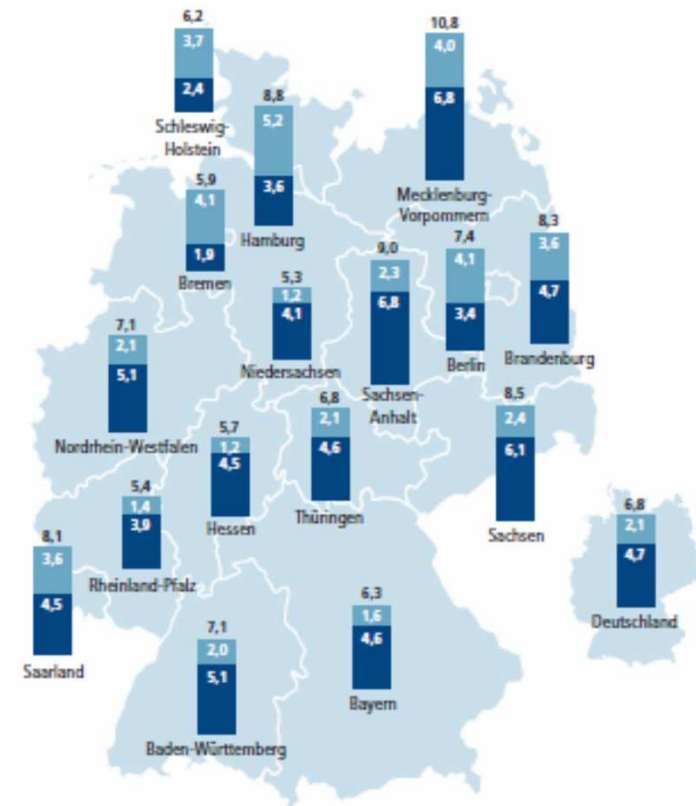 6,2
3,7
2,4
Schleswig-
Holstein
10,8
4,0
6,8
Mecklenburg-
Vorpommern
8,8
5,2
3,6
Hamburg
5,9
4,1
1,9
Bremen
5,3
1,2
4,1
Niedersachsen
9,0
2,3
6,8
Sachsen-
Anhalt
7,4
4,1
3,4
Berlin
8,3
3,6
4,7
Brandenburg
7,1
2,1
5,1
Nordrhein-Westfalen
5,7
1,2
4,5
Hessen
6,8
2,1
4,6
Thüringen
8,5
2,4
6,1
Sachsen
5,4
1,4
3,9
Rheinland-Pfalz
8,1
3,6
4,5
Saarland
7,1
2,0
5,1
Baden-Württemberg
6,3
1,6
4,6
Bayern
6,8
2,1
4,7
Deutschland